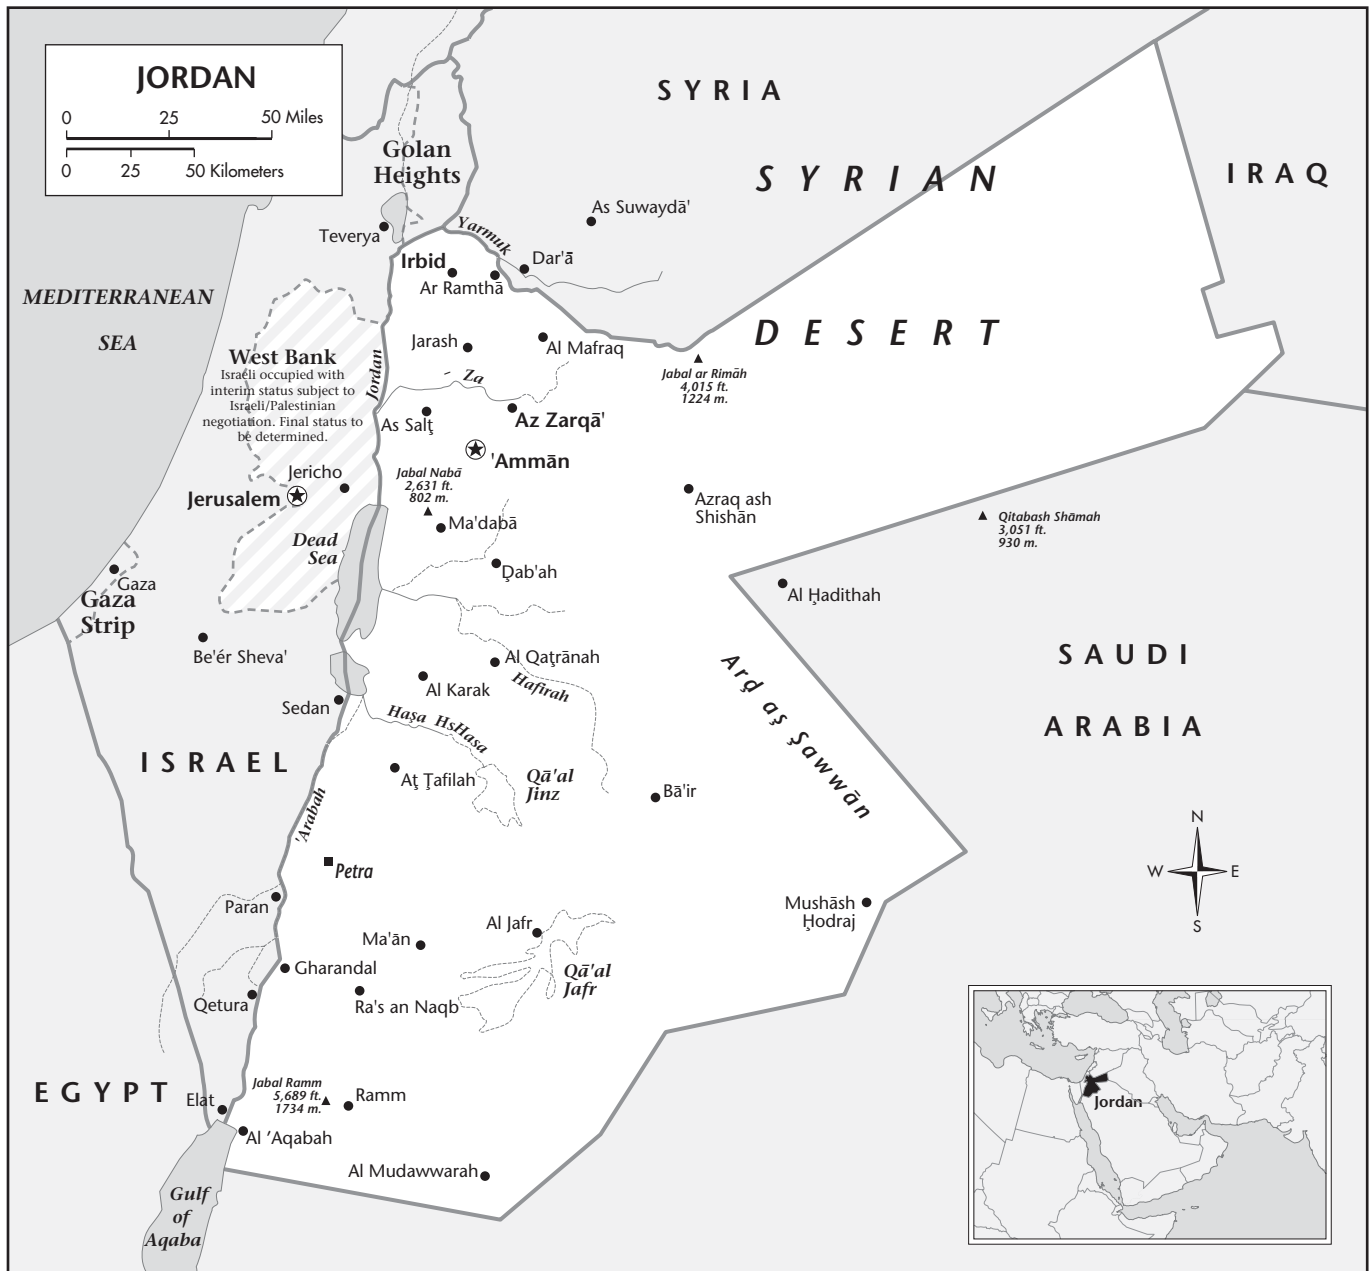 JORDAN
0 25 50 Miles
0 25 50 Kilometers
SYRIA
Golan
Heights
SYRIAN
IRAQ
As Suwaydā'
Teverya
Yarmuk
Dar'ā
Irbid
Ar Ramthā
MEDITERRANEAN
SEA
DESERT
Jarash
Al Mafraq
West Bank
Israeli occupied with
interim status subject to
Israeli/Palestinian
negotiation. Final status to
be determined.
Jordan
Jabal ar Rimāh
4,015 ft.
1224 m.
- Za
As Salţ
Az Zarqā'
'Ammān
Jericho
Jerusalem
Jabal Nabā
2,631 ft.
802 m.
Ma'dabā
Azraq ash
Shishān
Qitabash Shāmah
3,051 ft.
930 m.
Dead
Sea
Gaza
Gaza
Strip
Ḑab'ah
Al Ḩadithah
Be'ér Sheva'
Al Qaţrānah
Hafirah
Al Karak
SAUDI
ARABIA
Arḑ aş Şawwān
Sedan
Haşa HsHasa
ISRAEL
Aţ Ţafilah
Qā'al
Jinz
Bā'ir
'Arabah
Petra
N
W E
S
Paran
Mushāsh
Ḩodraj
Al Jafr
Ma'ān
Gharandal
Qā'al
Jafr
Qetura
Ra's an Naqb
EGYPT
Elat
Jabal Ramm
5,689 ft.
1734 m.
Ramm
Al 'Aqabah
Al Mudawwarah
Gulf
of
Aqaba
Jordan